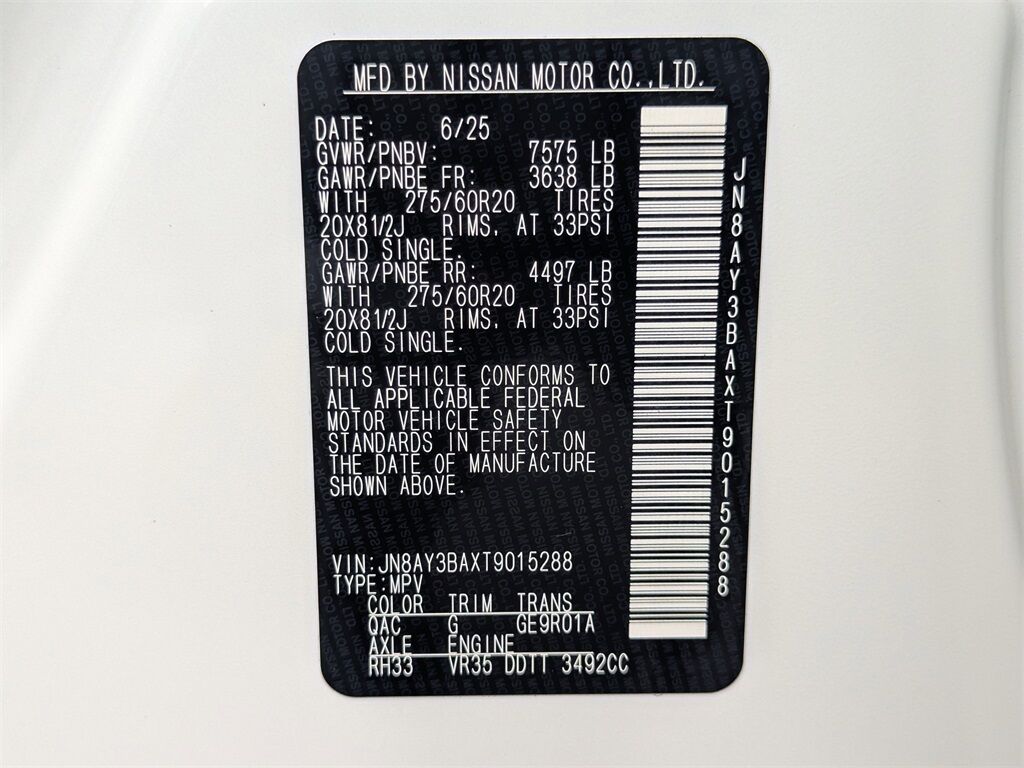 MFD BY NISSAN MOTOR CO.,LTD.
DATE: 6/25
GVWR/PNBV: 7575 LB
GAWR/PNBE FR: 3638 LB
WITH 275/60R20 TIRES
20X81/2J RIMS, AT 33PSI
COLD SINGLE.
GAWR/PNBE RR: 4497 LB
WITH 275/60R20 TIRES
20X81/2J RIMS, AT 33PSI
COLD SINGLE.
THIS VEHICLE CONFORMS TO
ALL APPLICABLE FEDERAL
MOTOR VEHICLE SAFETY
STANDARDS IN EFFECT ON
THE DATE OF MANUFACTURE
SHOWN ABOVE.
VIN:JN8AY3BAXT9015288
TYPE:MPV
COLOR TRIM TRANS
QAC G GE9R01A
AXLE ENGINE
RH33 VR35 DDTT 3492CC
JN8AY3BAXT9015288